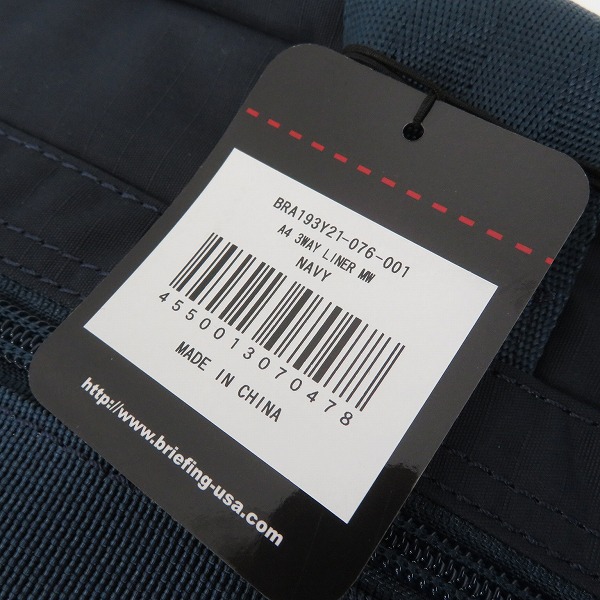 BRA193Y21-076-001
A4 3WAY LINER MW
NAVY
4550013070478
MADE IN CHINA
http://www.briefing-usa.com